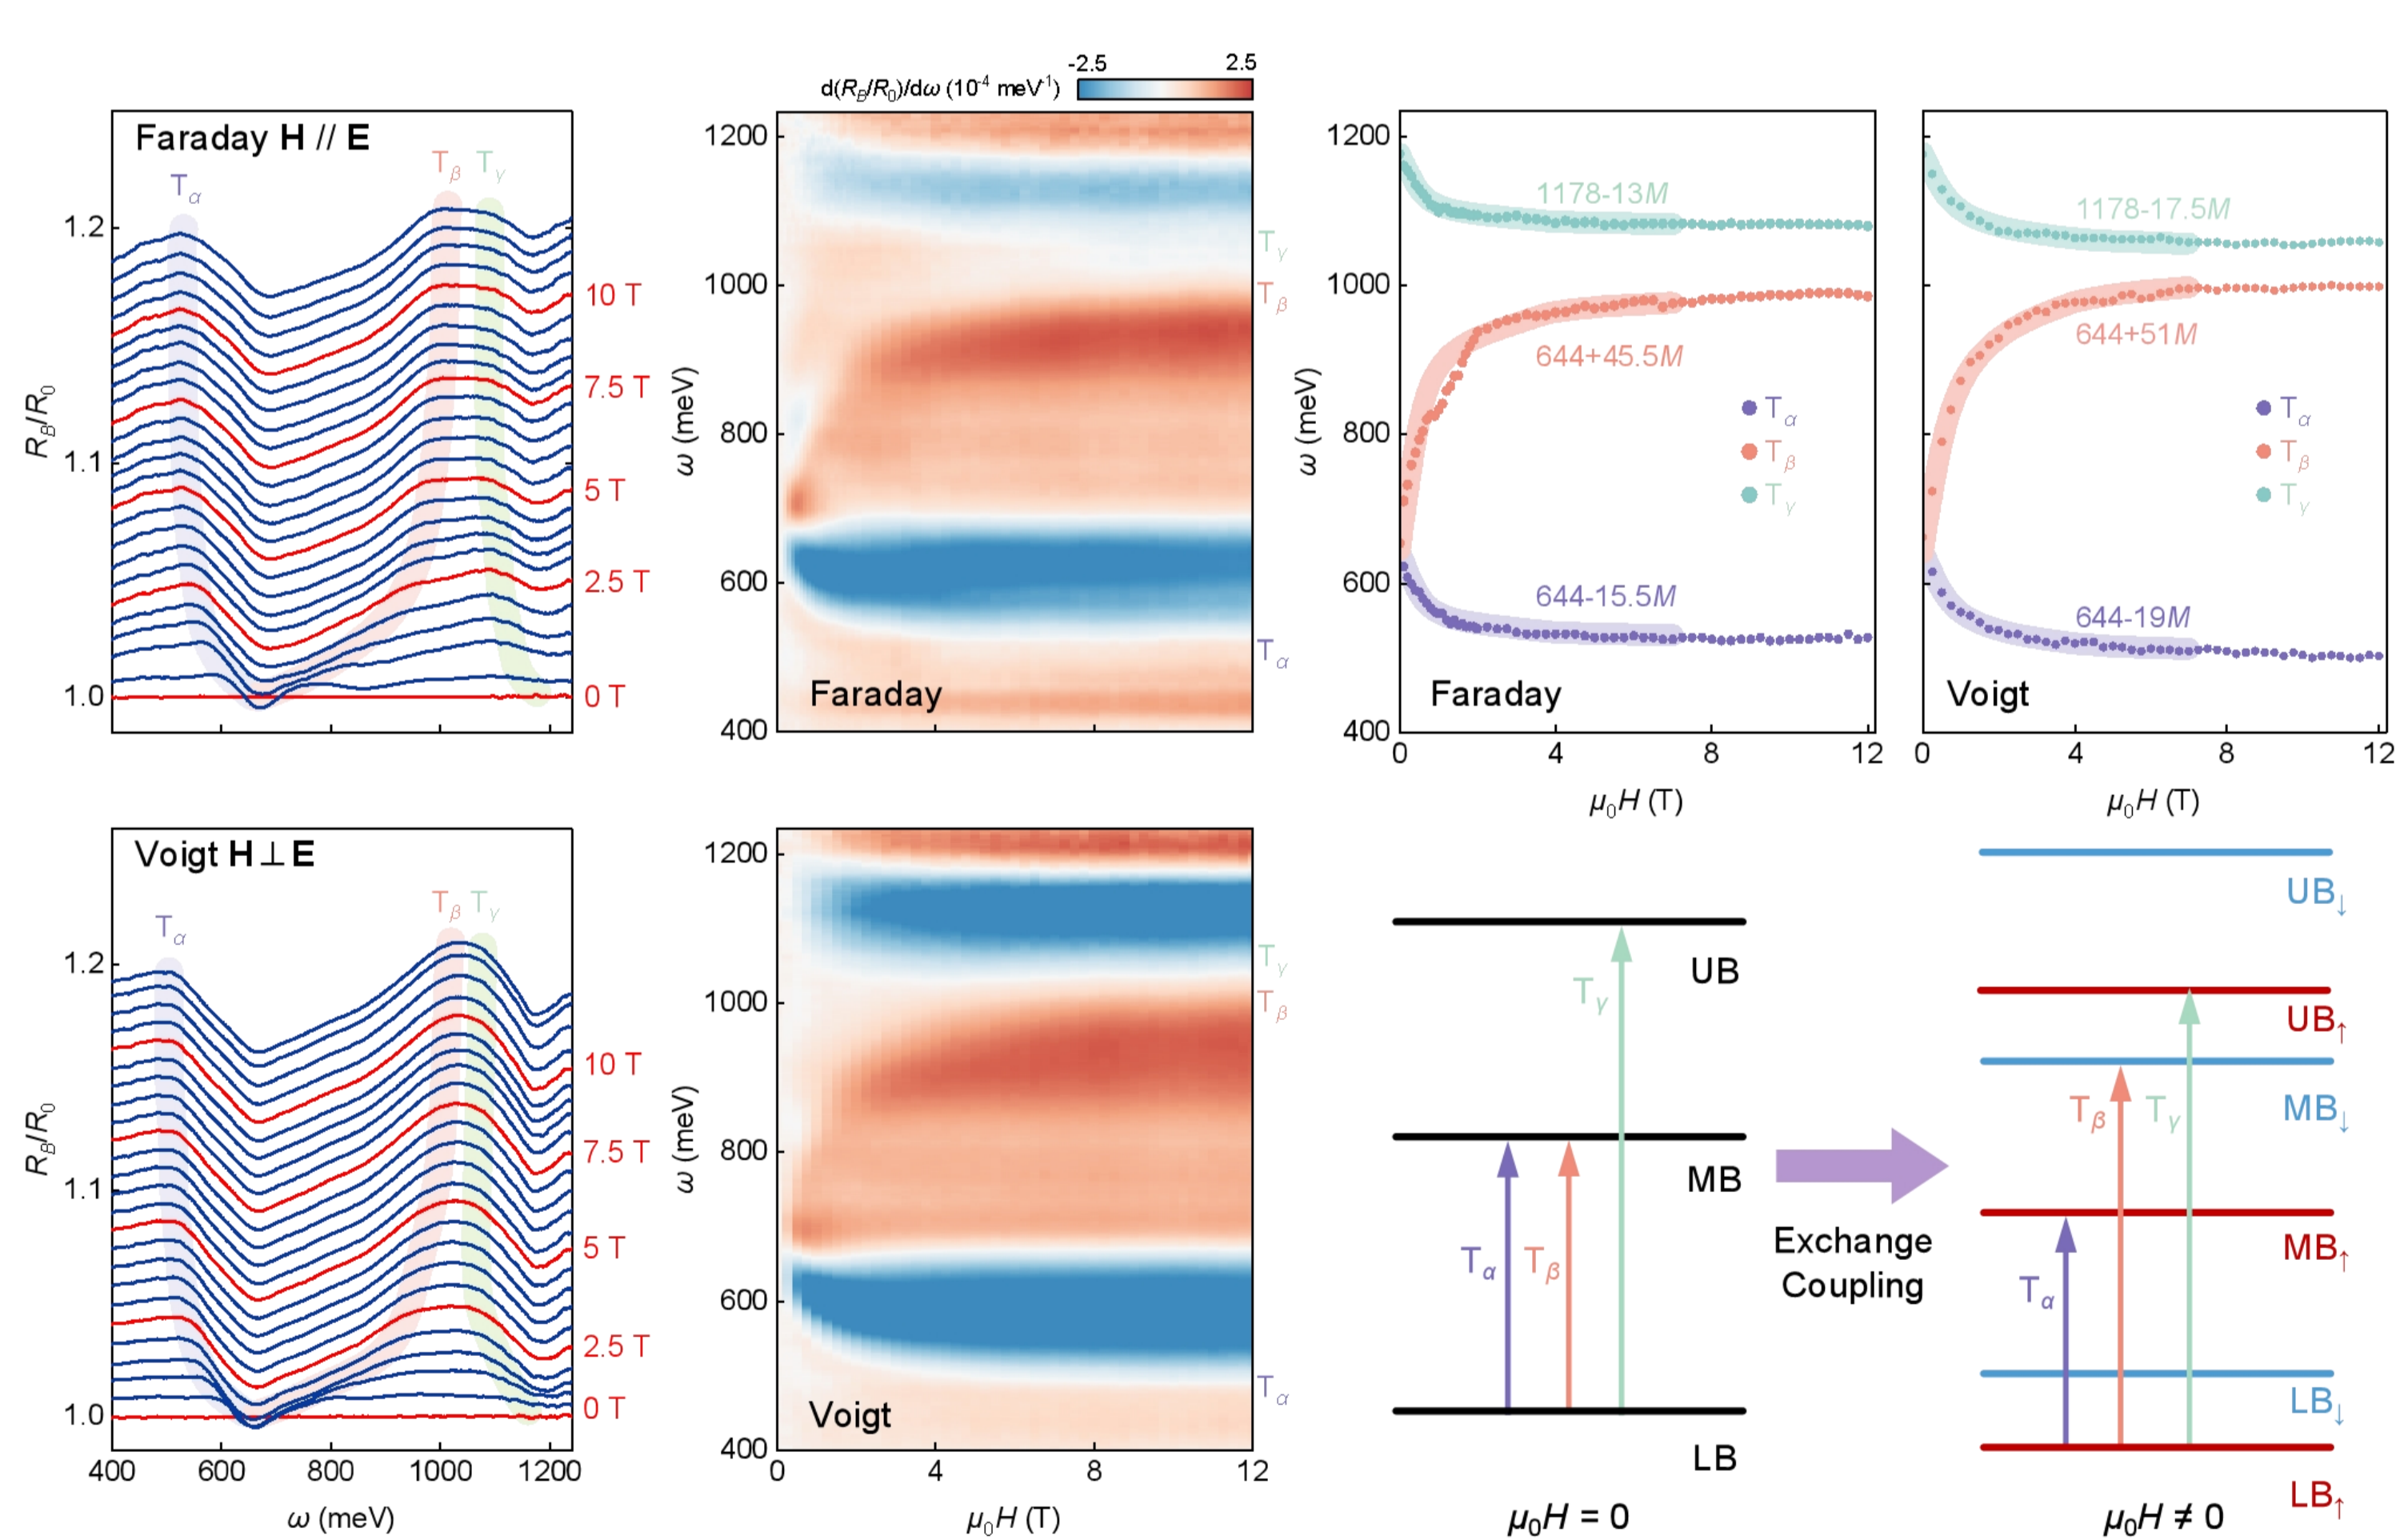 Faraday H // E
Tα
Tβ
Tγ
1.2
1.1
1.0
R_B/R_0
10 T
7.5 T
5 T
2.5 T
0 T
d(R_B/R_0)/dω (10⁻⁴ meV⁻¹)
-2.5
2.5
1200
1000
800
600
400
ω (meV)
Tγ
Tβ
Tα
Faraday
1200
1000
800
600
400
ω (meV)
1178-13M
644+45.5M
Tα
Tβ
Tγ
644-15.5M
Faraday
0
4
8
12
μ₀H (T)
1178-17.5M
644+51M
Tα
Tβ
Tγ
644-19M
Voigt
0
4
8
12
μ₀H (T)
Voigt H ⊥ E
Tα
Tβ
Tγ
1.2
1.1
1.0
R_B/R_0
10 T
7.5 T
5 T
2.5 T
0 T
400
600
800
1000
1200
ω (meV)
1200
1000
800
600
400
ω (meV)
Tγ
Tβ
Tα
Voigt
0
4
8
12
μ₀H (T)
UB
Tγ
MB
Tα
Tβ
LB
μ₀H = 0
Exchange
Coupling
UB↓
UB↑
MB↓
Tβ
Tγ
MB↑
Tα
LB↓
LB↑
μ₀H ≠ 0